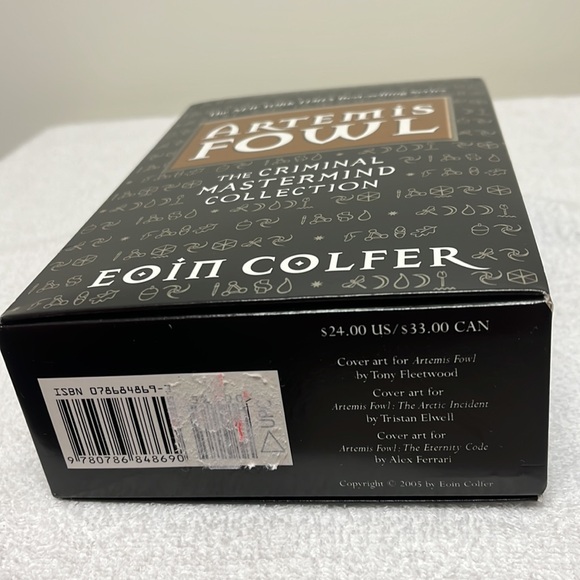 The New York Times Best-selling Series
ARTEMIS
FOWL
THE CRIMINAL
MASTERMIND
COLLECTION
EOIN COLFER
$24.00 US/$33.00 CAN
Cover art for Artemis Fowl
by Tony Fleetwood
Cover art for
Artemis Fowl: The Arctic Incident
by Tristan Elwell
Cover art for
Artemis Fowl: The Eternity Code
by Alex Ferrari
Copyright © 2005 by Eoin Colfer
ISBN 078684869-
9 780786 848690